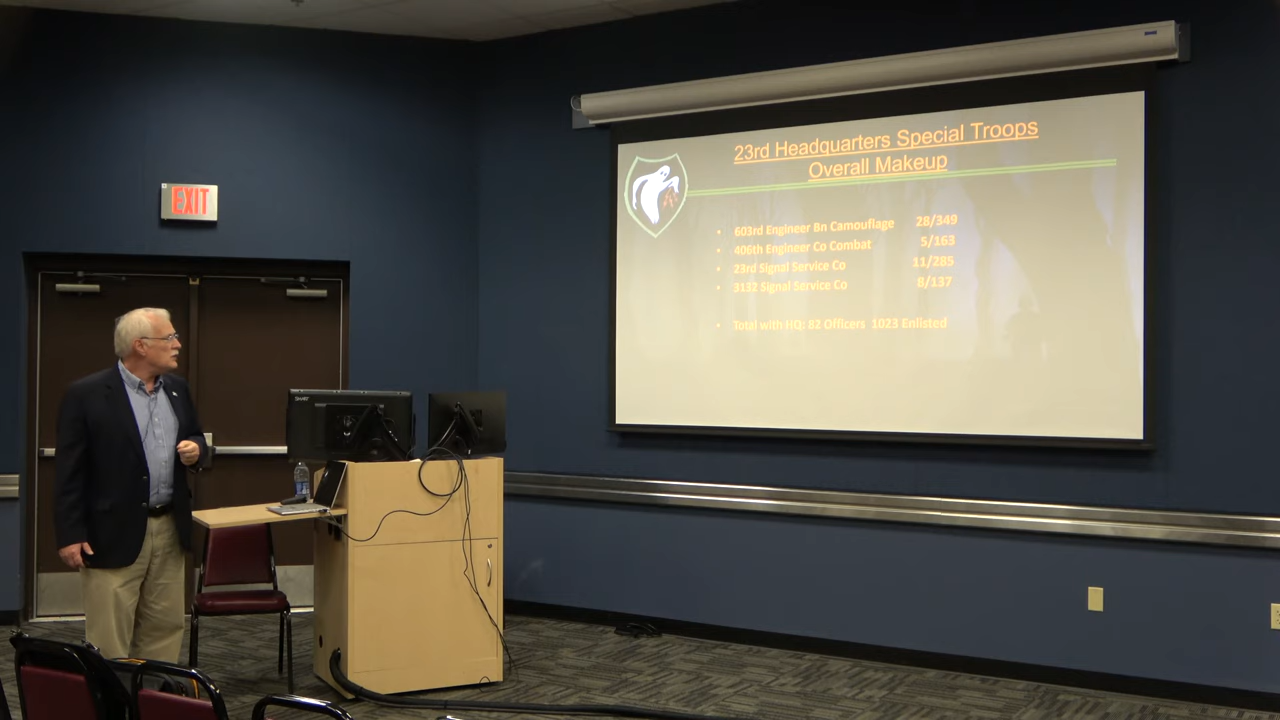 23rd Headquarters Special Troops
Overall Makeup
• 603rd Engineer Bn Camouflage 28/349
• 406th Engineer Co Combat 5/163
• 23rd Signal Service Co 11/285
• 3132 Signal Service Co 8/137
• Total with HQ: 82 Officers 1023 Enlisted
EXIT
SMART